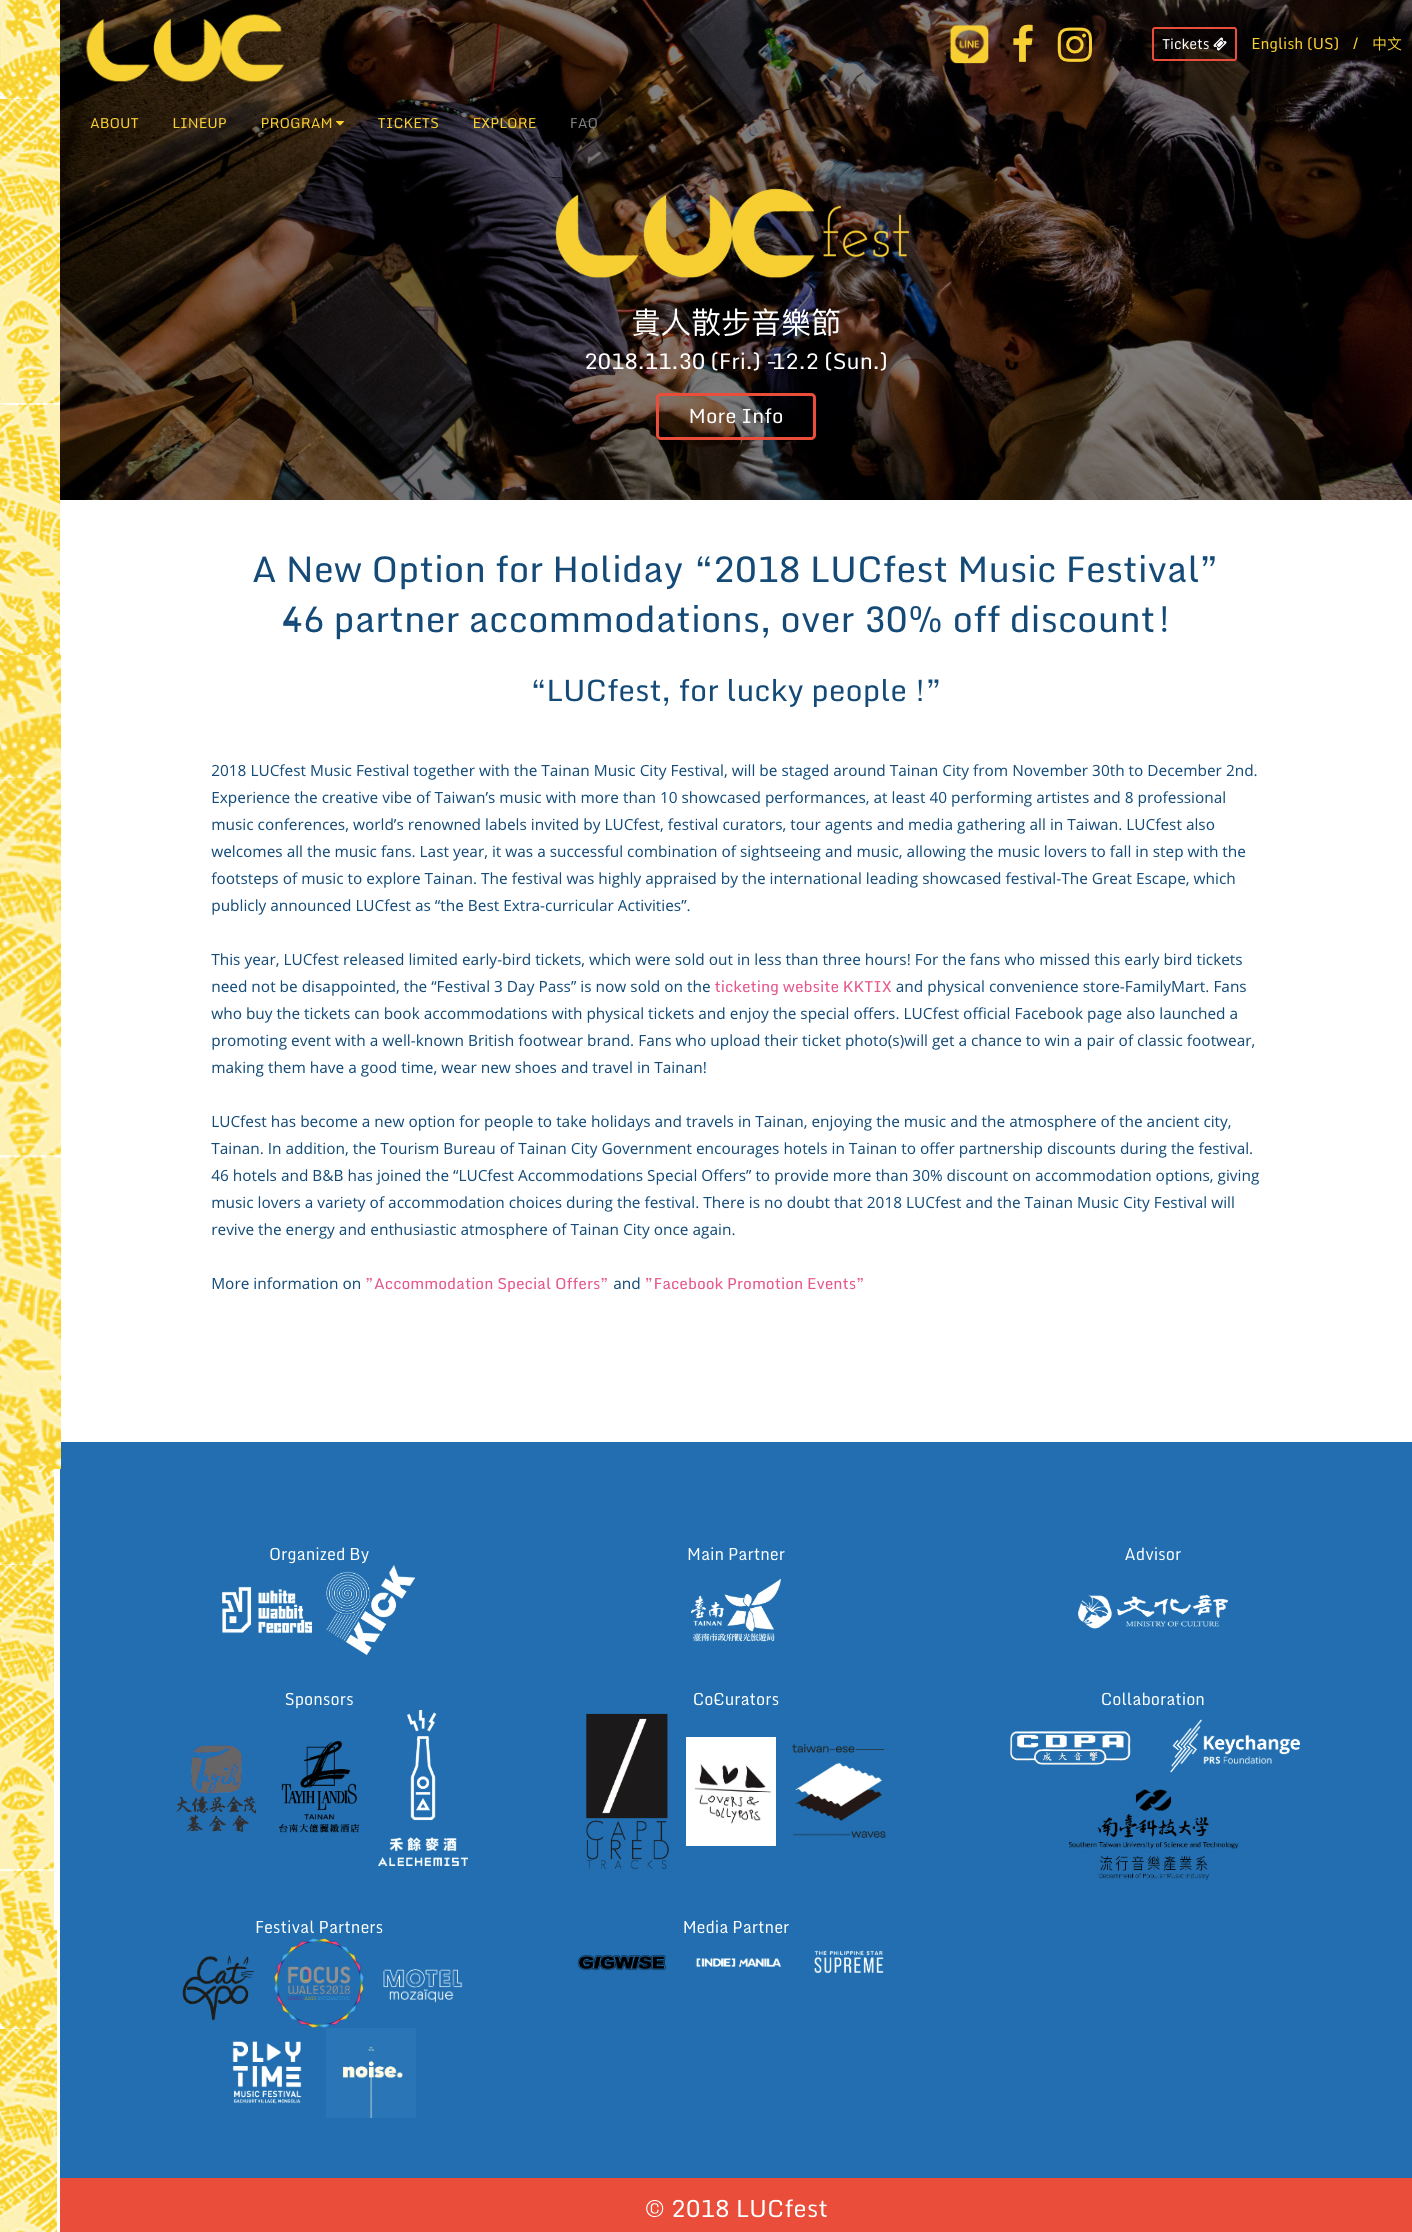 LUC
LINE
Tickets
English (US) / 中文
ABOUT LINEUP PROGRAM TICKETS EXPLORE FAQ
LUCfest
貴人散步音樂節
2018.11.30 (Fri.) -12.2 (Sun.)
More Info
A New Option for Holiday “2018 LUCfest Music Festival”
46 partner accommodations, over 30% off discount!
“LUCfest, for lucky people !”
2018 LUCfest Music Festival together with the Tainan Music City Festival, will be staged around Tainan City from November 30th to December 2nd.
Experience the creative vibe of Taiwan’s music with more than 10 showcased performances, at least 40 performing artistes and 8 professional
music conferences, world’s renowned labels invited by LUCfest, festival curators, tour agents and media gathering all in Taiwan. LUCfest also
welcomes all the music fans. Last year, it was a successful combination of sightseeing and music, allowing the music lovers to fall in step with the
footsteps of music to explore Tainan. The festival was highly appraised by the international leading showcased festival-The Great Escape, which
publicly announced LUCfest as “the Best Extra-curricular Activities”.
This year, LUCfest released limited early-bird tickets, which were sold out in less than three hours! For the fans who missed this early bird tickets
need not be disappointed, the “Festival 3 Day Pass” is now sold on the ticketing website KKTIX and physical convenience store-FamilyMart. Fans
who buy the tickets can book accommodations with physical tickets and enjoy the special offers. LUCfest official Facebook page also launched a
promoting event with a well-known British footwear brand. Fans who upload their ticket photo(s)will get a chance to win a pair of classic footwear,
making them have a good time, wear new shoes and travel in Tainan!
LUCfest has become a new option for people to take holidays and travels in Tainan, enjoying the music and the atmosphere of the ancient city,
Tainan. In addition, the Tourism Bureau of Tainan City Government encourages hotels in Tainan to offer partnership discounts during the festival.
46 hotels and B&B has joined the “LUCfest Accommodations Special Offers” to provide more than 30% discount on accommodation options, giving
music lovers a variety of accommodation choices during the festival. There is no doubt that 2018 LUCfest and the Tainan Music City Festival will
revive the energy and enthusiastic atmosphere of Tainan City once again.
More information on ”Accommodation Special Offers” and ”Facebook Promotion Events”
Organized By
white
wabbit
records
KICK
Main Partner
臺南
TAINAN
臺南市政府觀光旅遊局
Advisor
文化部
MINISTRY OF CULTURE
Sponsors
大億吳金茂
基金會
TAYIH LANDIS
TAINAN
台南大億麗緻酒店
禾餘麥酒
ALECHEMIST
Co-Curators
CAPT
URED
TRACKS
LOVERS &
LOLLYPOPS
taiwan-ese
waves
Collaboration
CDPA
成大音響
Keychange
PRS Foundation
南臺科技大學
Southern Taiwan University of Science and Technology
流行音樂產業系
Department of Popular Music Industry
Festival Partners
Cat
Expo
FOCUS
WALES2018
MOTEL
mozaïque
PLAY
TIME
MUSIC FESTIVAL
GACHUURT VILLAGE, MONGOLIA
noise.
Media Partner
GIGWISE
[INDIE] MANILA
THE PHILIPPINE STAR
SUPREME
© 2018 LUCfest